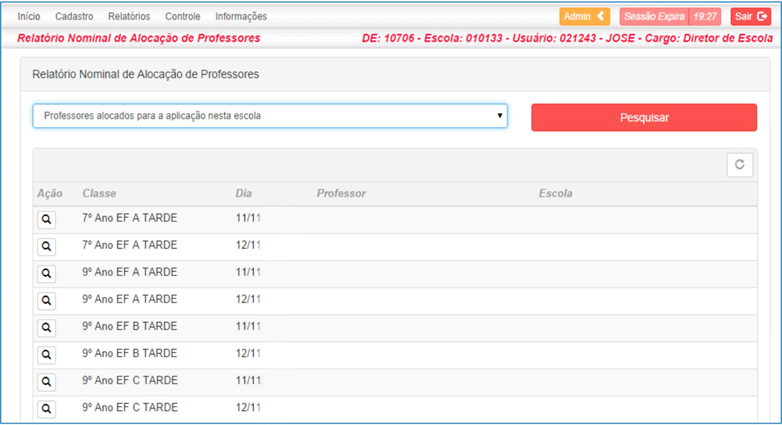 Início Cadastro Relatórios Controle Informações Admin Sessão Expira 19:27 Sair
Relatório Nominal de Alocação de Professores DE: 10706 - Escola: 010133 - Usuário: 021243 - JOSE - Cargo: Diretor de Escola
Relatório Nominal de Alocação de Professores
Professores alocados para a aplicação nesta escola Pesquisar
Ação Classe Dia Professor Escola
7º Ano EF A TARDE 11/11
7º Ano EF A TARDE 12/11
9º Ano EF A TARDE 11/11
9º Ano EF A TARDE 12/11
9º Ano EF B TARDE 11/11
9º Ano EF B TARDE 12/11
9º Ano EF C TARDE 11/11
9º Ano EF C TARDE 12/11